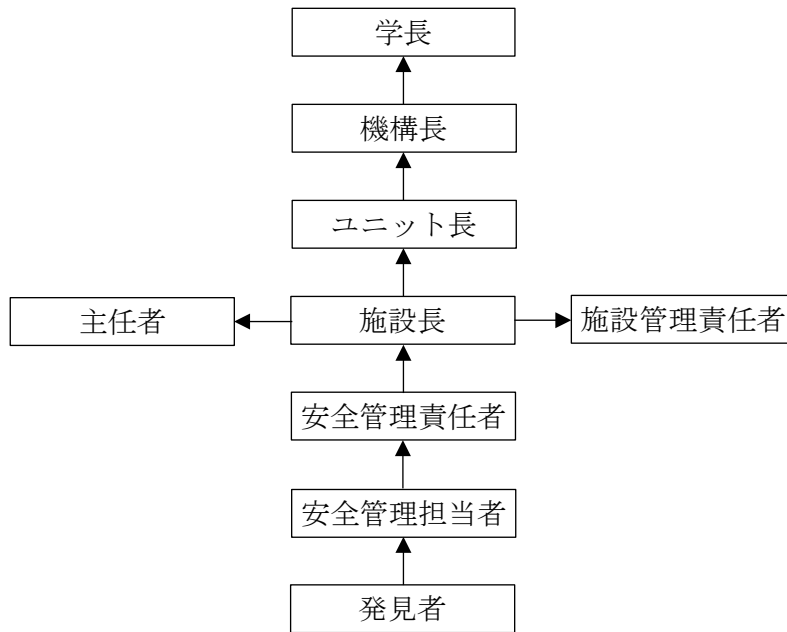 学長
機構長
ユニット長
主任者
施設長
施設管理責任者
安全管理責任者
安全管理担当者
発見者